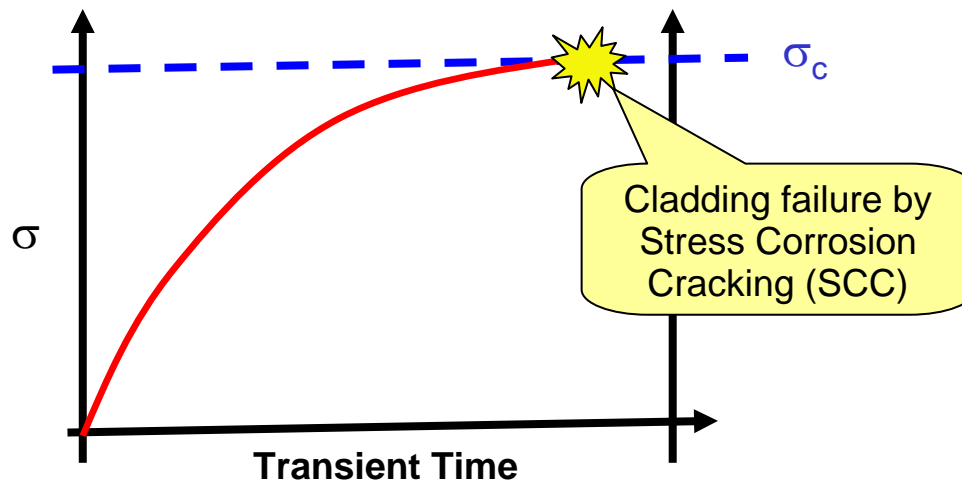 σc
Cladding failure by
Stress Corrosion
Cracking (SCC)
σ
Transient Time